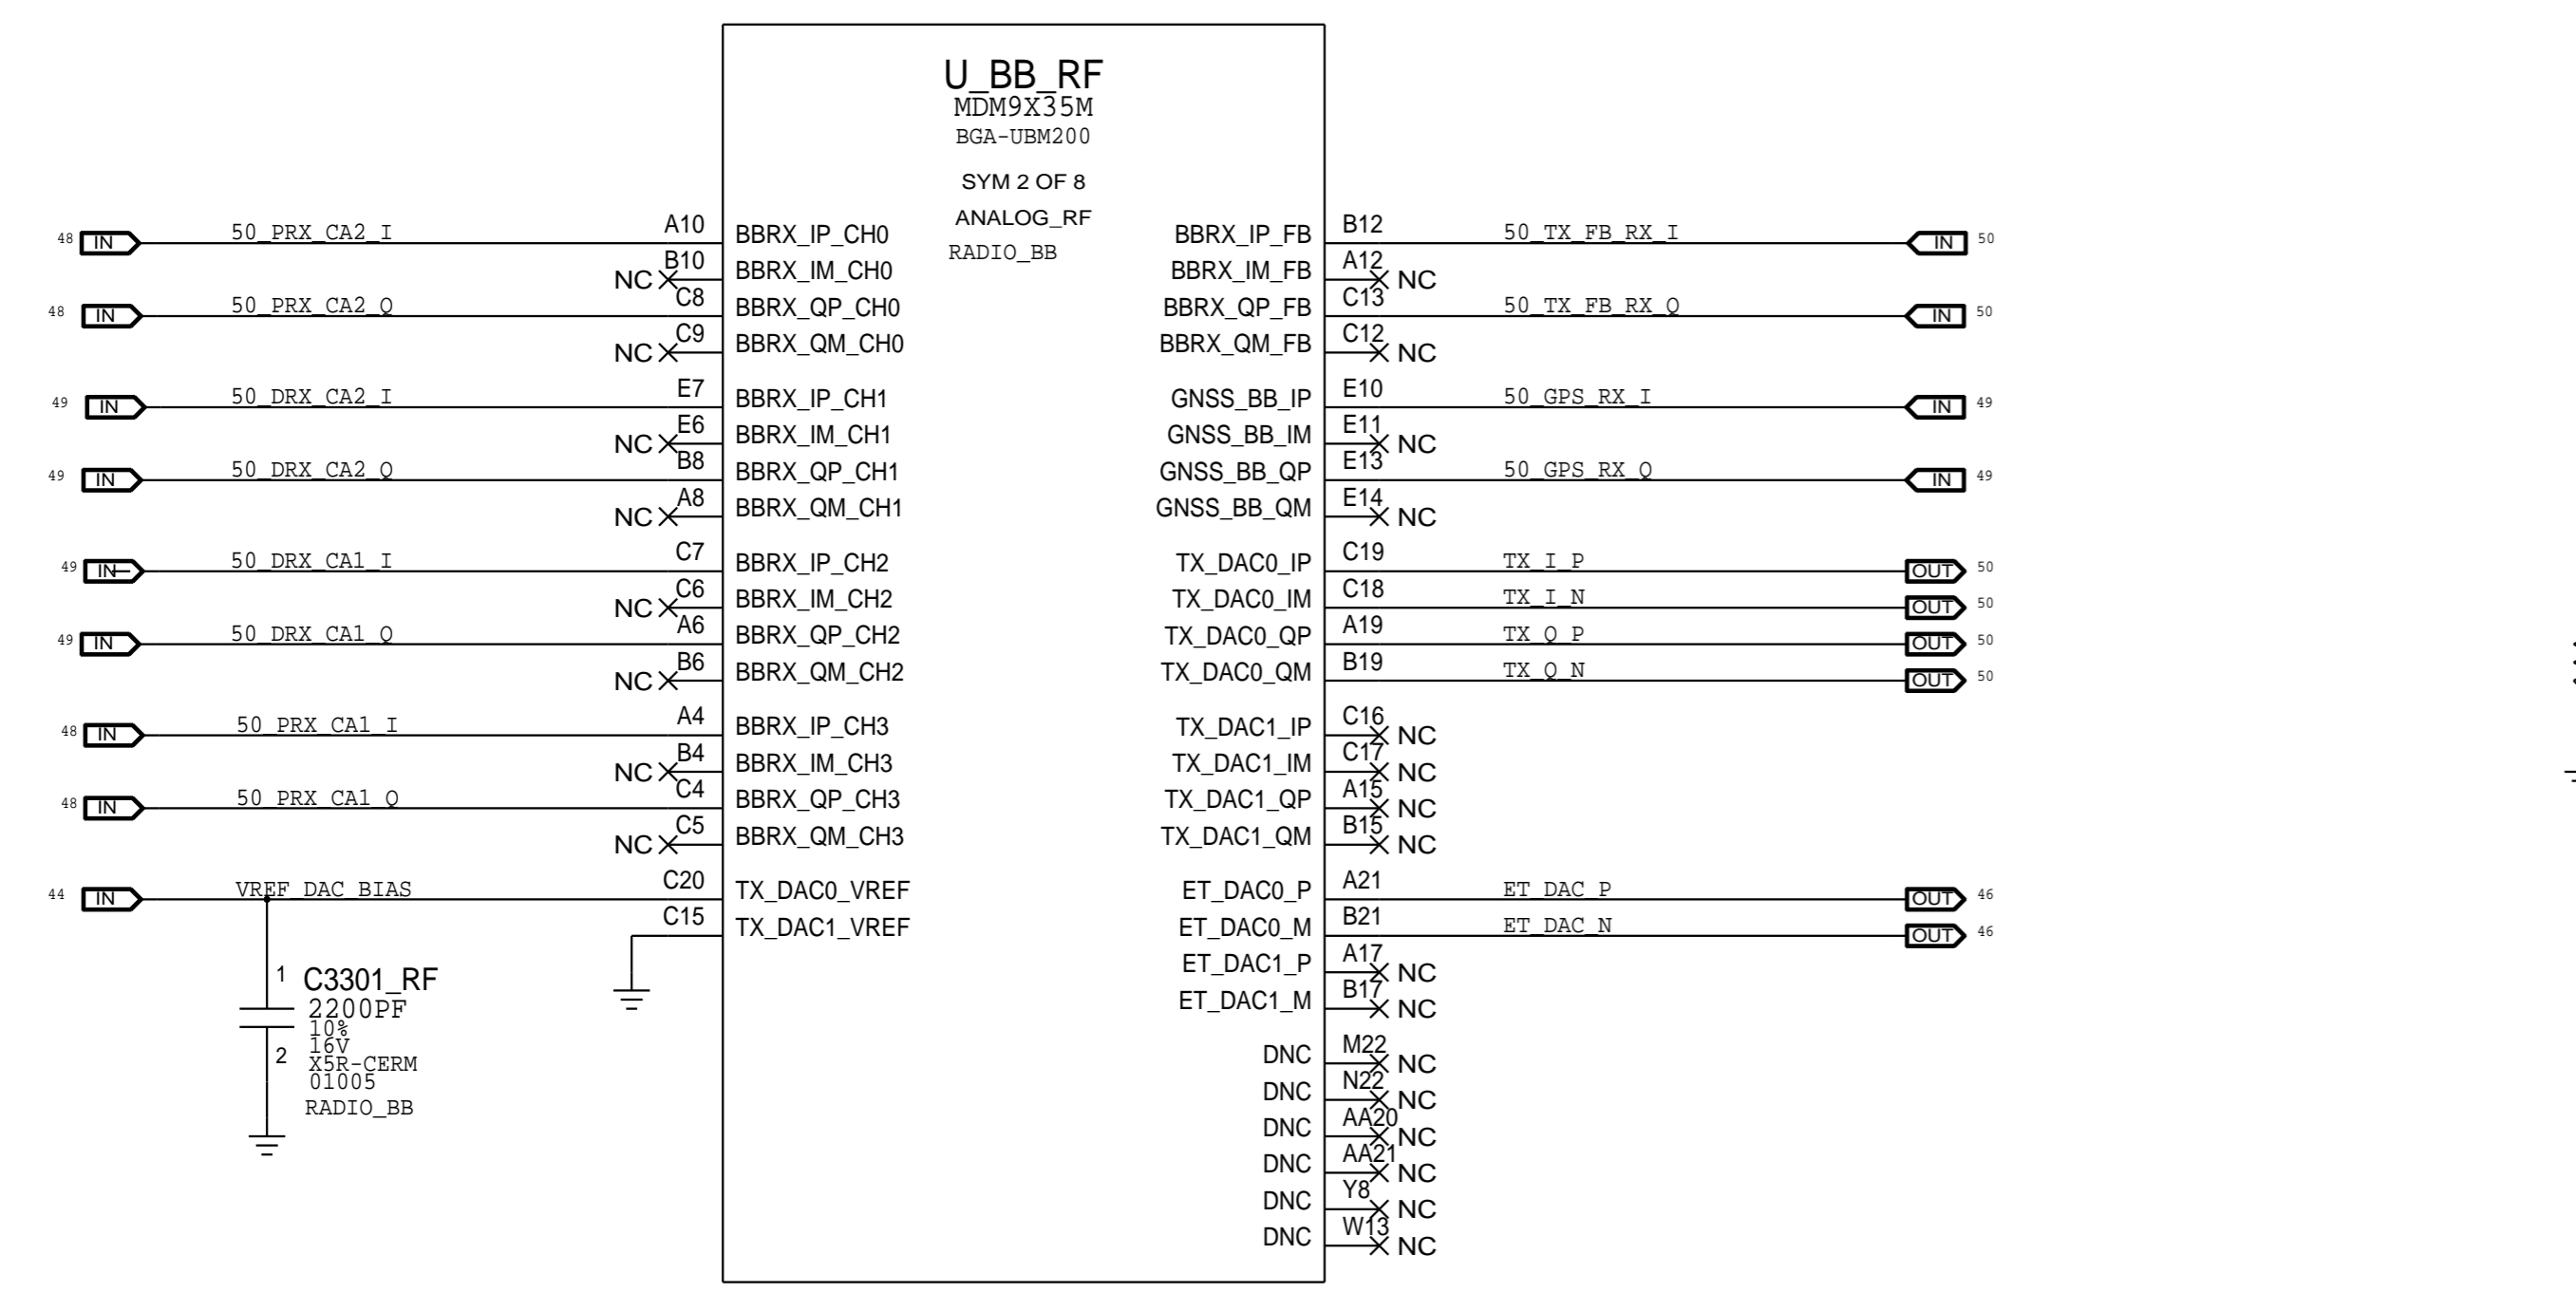 U_BB_RF
MDM9X35M
BGA-UBM200
SYM 2 OF 8
ANALOG_RF
RADIO_BB
48 IN 50_PRX_CA2_I A10 BBRX_IP_CH0
NC B10 BBRX_IM_CH0
48 IN 50_PRX_CA2_Q C8 BBRX_QP_CH0
NC C9 BBRX_QM_CH0
49 IN 50_DRX_CA2_I E7 BBRX_IP_CH1
NC E6 BBRX_IM_CH1
49 IN 50_DRX_CA2_Q B8 BBRX_QP_CH1
NC A8 BBRX_QM_CH1
49 IN 50_DRX_CA1_I C7 BBRX_IP_CH2
NC C6 BBRX_IM_CH2
49 IN 50_DRX_CA1_Q A6 BBRX_QP_CH2
NC B6 BBRX_QM_CH2
48 IN 50_PRX_CA1_I A4 BBRX_IP_CH3
NC B4 BBRX_IM_CH3
48 IN 50_PRX_CA1_Q C4 BBRX_QP_CH3
NC C5 BBRX_QM_CH3
44 IN VREF_DAC_BIAS C20 TX_DAC0_VREF
C15 TX_DAC1_VREF
1 C3301_RF
2200PF
10%
16V
2 X5R-CERM
01005
RADIO_BB
BBRX_IP_FB B12 50_TX_FB_RX_I IN 50
BBRX_IM_FB A12 NC
BBRX_QP_FB C13 50_TX_FB_RX_Q IN 50
BBRX_QM_FB C12 NC
GNSS_BB_IP E10 50_GPS_RX_I IN 49
GNSS_BB_IM E11 NC
GNSS_BB_QP E13 50_GPS_RX_Q IN 49
GNSS_BB_QM E14 NC
TX_DAC0_IP C19 TX_I_P OUT 50
TX_DAC0_IM C18 TX_I_N OUT 50
TX_DAC0_QP A19 TX_Q_P OUT 50
TX_DAC0_QM B19 TX_Q_N OUT 50
TX_DAC1_IP C16 NC
TX_DAC1_IM C17 NC
TX_DAC1_QP A15 NC
TX_DAC1_QM B15 NC
ET_DAC0_P A21 ET_DAC_P OUT 46
ET_DAC0_M B21 ET_DAC_N OUT 46
ET_DAC1_P A17 NC
ET_DAC1_M B17 NC
DNC M22 NC
DNC N22 NC
DNC AA20 NC
DNC AA21 NC
DNC Y8 NC
DNC W13 NC